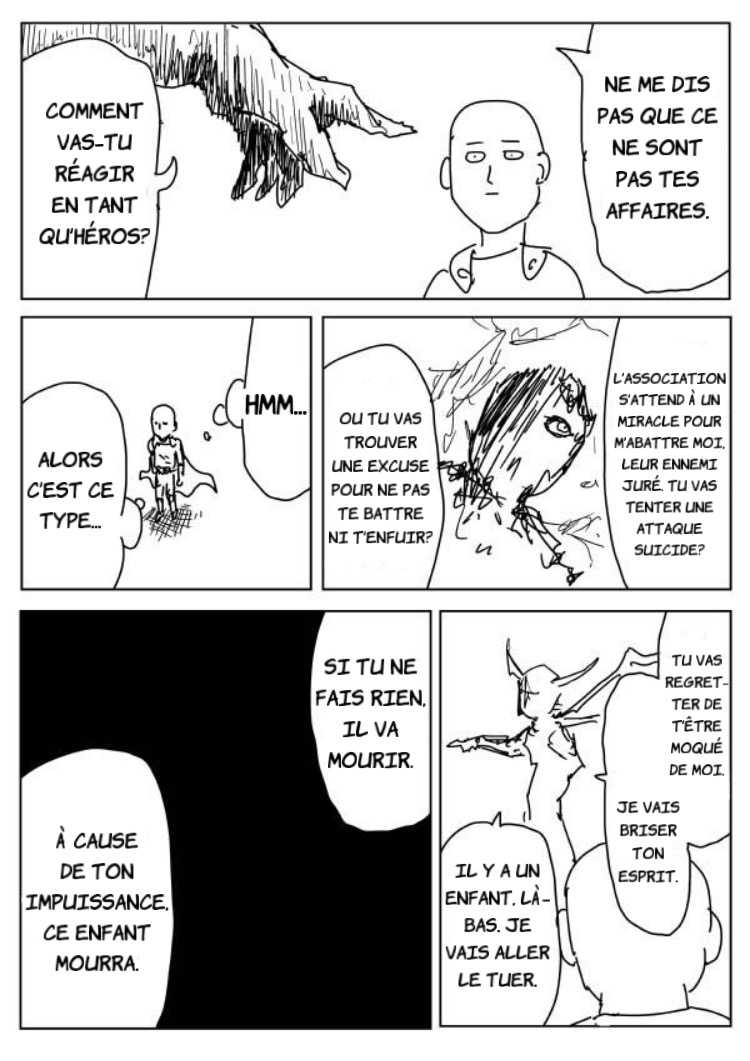 NE ME DIS
PAS QUE CE
NE SONT
PAS TES
AFFAIRES.
COMMENT
VAS-TU
RÉAGIR
EN TANT
QU'HÉROS?
L'ASSOCIATION
S'ATTEND À UN
MIRACLE POUR
M'ABATTRE MOI,
LEUR ENNEMI
JURÉ. TU VAS
TENTER UNE
ATTAQUE
SUICIDE?
OU TU VAS
TROUVER
UNE EXCUSE
POUR NE PAS
TE BATTRE
NI T'ENFUIR?
HMM...
ALORS
C'EST CE
TYPE...
TU VAS
REGRET-
TER DE
T'ÊTRE
MOQUÉ
DE MOI.
JE VAIS
BRISER
TON
ESPRIT.
IL Y A UN
ENFANT, LÀ-
BAS. JE
VAIS ALLER
LE TUER.
SI TU NE
FAIS RIEN,
IL VA
MOURIR.
À CAUSE
DE TON
IMPUISSANCE,
CE ENFANT
MOURRA.